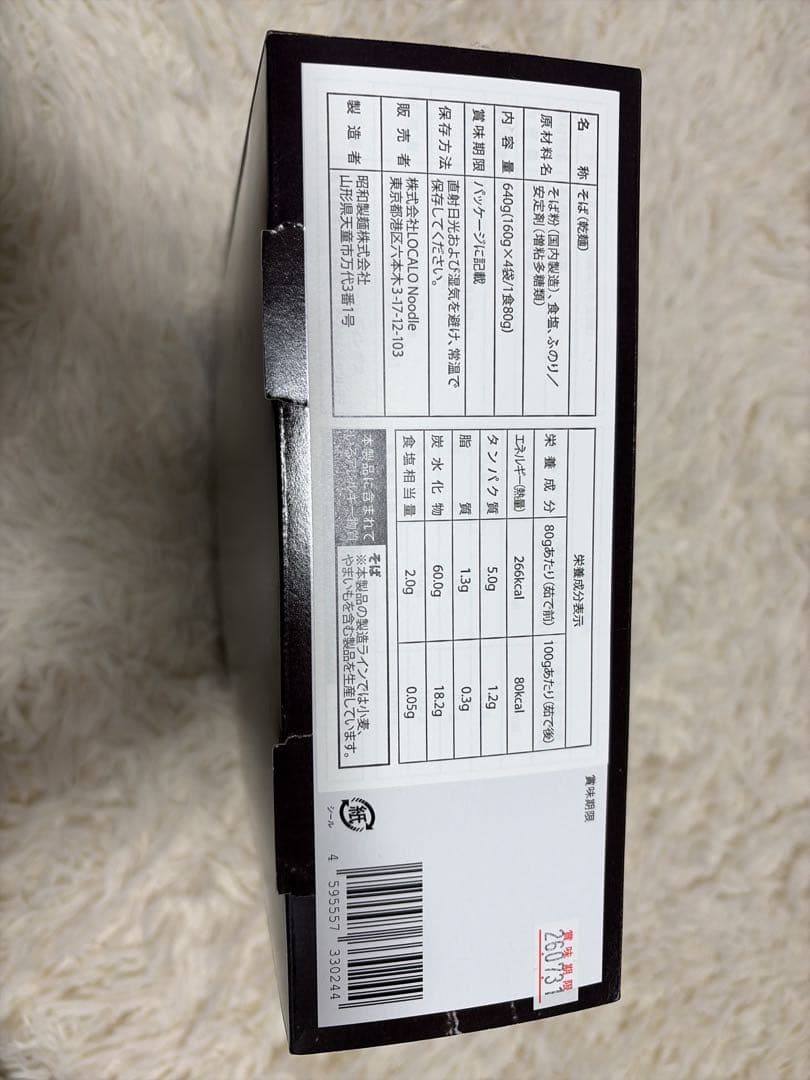 名称 そば(乾麺)
原材料名 そば粉(国内製造)、食塩、ふのり/
安定剤(増粘多糖類)
内容量 640g(160g×4袋/1食80g)
賞味期限 パッケージに記載
保存方法 直射日光および湿気を避け、常温で
保存してください。
販売者 株式会社LOCALO Noodle
東京都港区六本木3-17-12-103
製造者 昭和製麺株式会社
山形県天童市万代3番1号
栄養成分表示
栄養成分 80gあたり(茹で前) 100gあたり(茹で後)
エネルギー(熱量) 266kcal 80kcal
タンパク質 5.0g 1.2g
脂質 1.3g 0.3g
炭水化物 60.0g 18.2g
食塩相当量 2.0g 0.05g
本製品に含まれて
いるアレルギー物質
そば
※本製品の製造ラインでは小麦、
やまいもを含む製品を生産しています。
賞味期限
賞味期限
260731
紙
シール
4 595557 330244